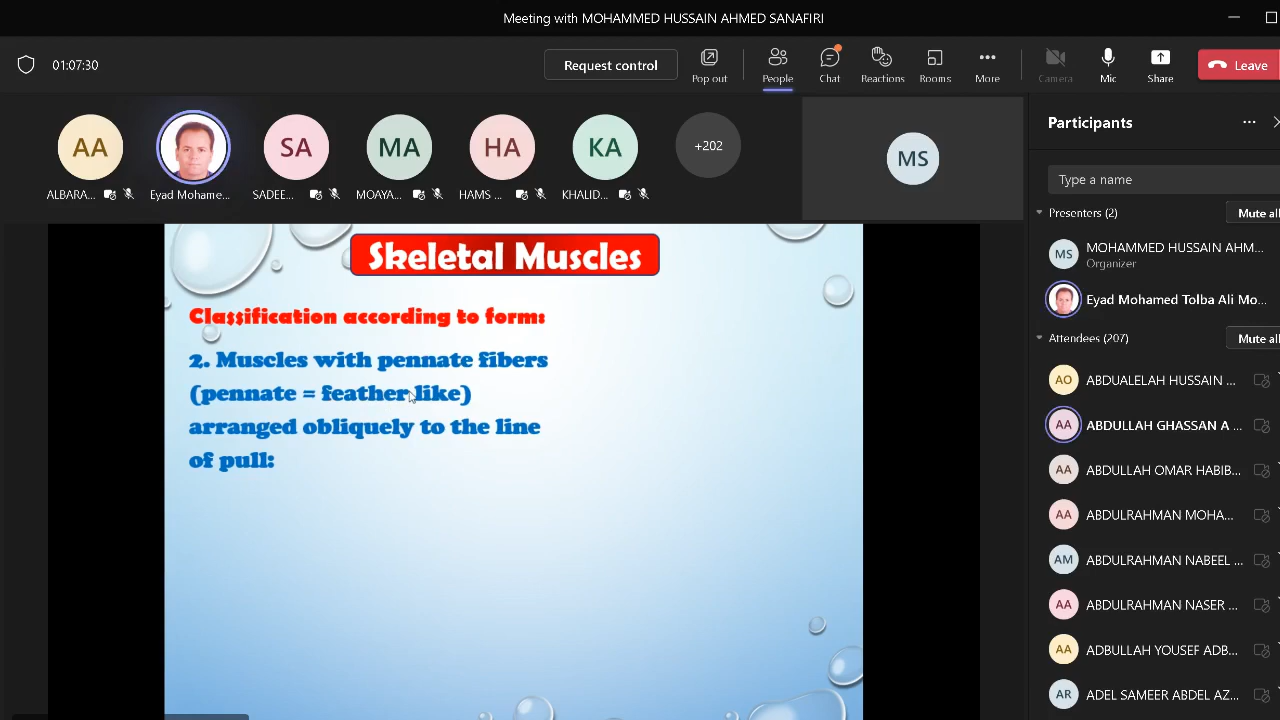 Meeting with MOHAMMED HUSSAIN AHMED SANAFIRI
01:07:30
Request control
Pop out
People
Chat
Reactions
Rooms
More
Camera
Mic
Share
Leave
AA
SA
MA
HA
KA
+202
MS
ALBARA...
Eyad Mohame...
SADEE...
MOAYA...
HAMS ...
KHALID...
Participants
Type a name
Presenters (2)
Mute all
MS
MOHAMMED HUSSAIN AHM...
Organizer
Eyad Mohamed Tolba Ali Mo...
Attendees (207)
Mute all
AO
ABDUALELAH HUSSAIN ...
AA
ABDULLAH GHASSAN A ...
AA
ABDULLAH OMAR HABIB...
AA
ABDULRAHMAN MOHA...
AM
ABDULRAHMAN NABEEL ...
AA
ABDULRAHMAN NASER ...
AA
ADBULLAH YOUSEF ADB...
AR
ADEL SAMEER ABDEL AZ...
Skeletal Muscles
Classification according to form:
2. Muscles with pennate fibers
(pennate = feather like)
arranged obliquely to the line
of pull: